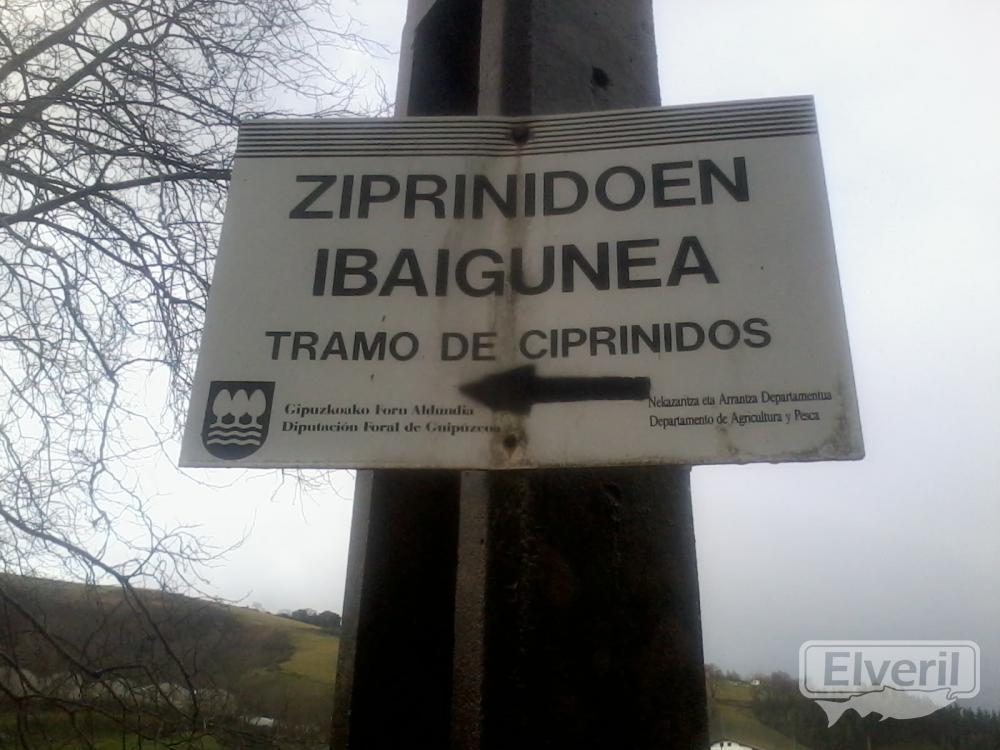 ZIPRINIDOEN
IBAIGUNEA
TRAMO DE CIPRINIDOS
Gipuzkoako Foru Aldundia
Diputación Foral de Guipúzcoa
Nekazaritza eta Arrantza Departamentua
Departamento de Agricultura y Pesca
Elveril